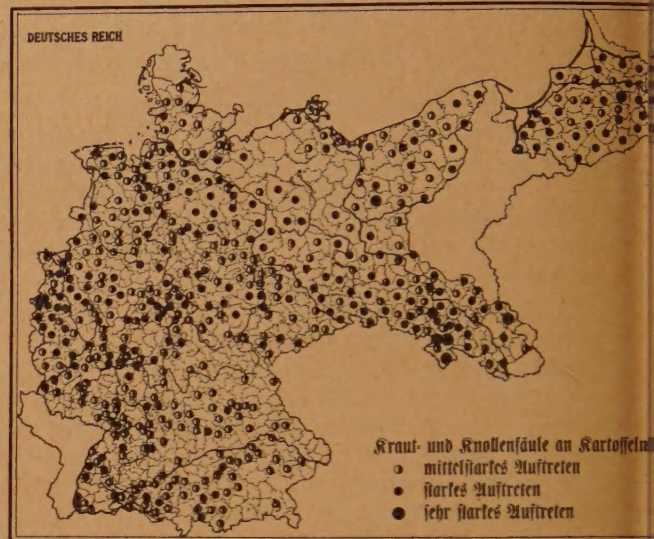 DEUTSCHES REICH
Kraut- und Knollenfäule an Kartoffeln
mittelstarkes Auftreten
starkes Auftreten
sehr starkes Auftreten